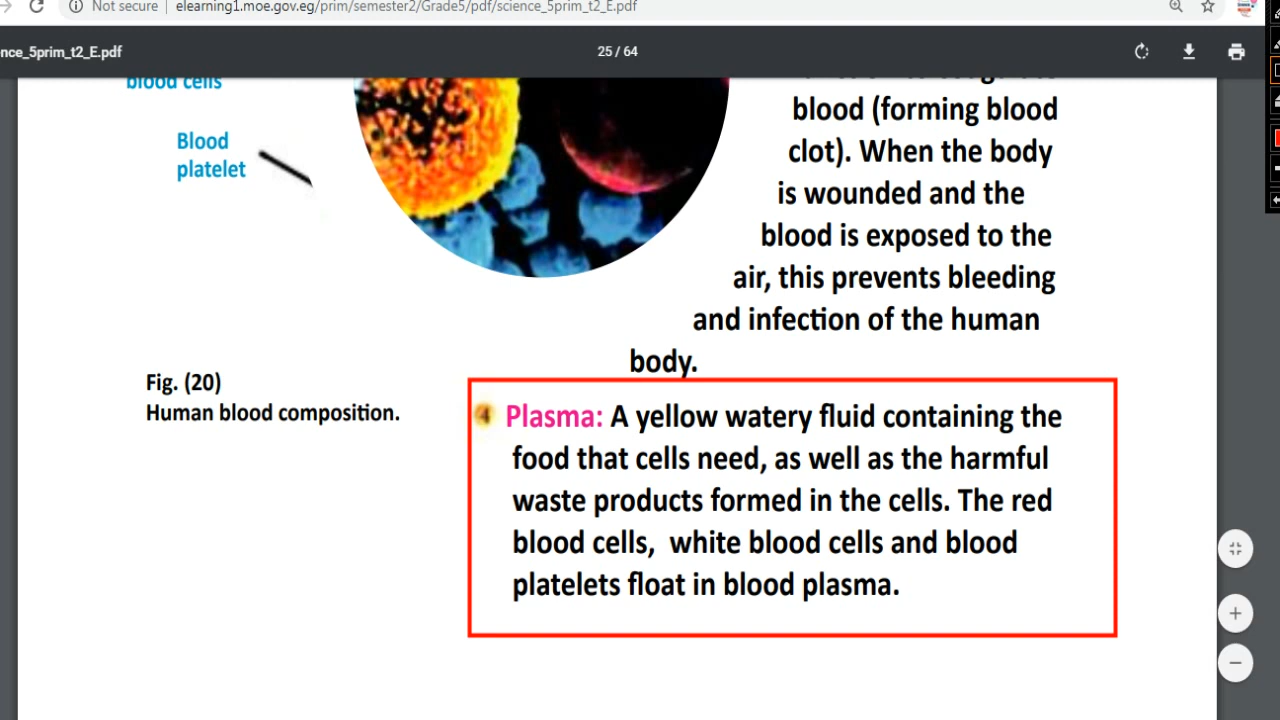 Not secure
elearning1.moe.gov.eg/prim/semester2/Grade5/pdf/science_5prim_t2_E.pdf
nce_5prim_t2_E.pdf
25 / 64
blood cells
Blood
platelet
blood (forming blood
clot). When the body
is wounded and the
blood is exposed to the
air, this prevents bleeding
and infection of the human
body.
Fig. (20)
Human blood composition.
4 Plasma: A yellow watery fluid containing the
food that cells need, as well as the harmful
waste products formed in the cells. The red
blood cells, white blood cells and blood
platelets float in blood plasma.